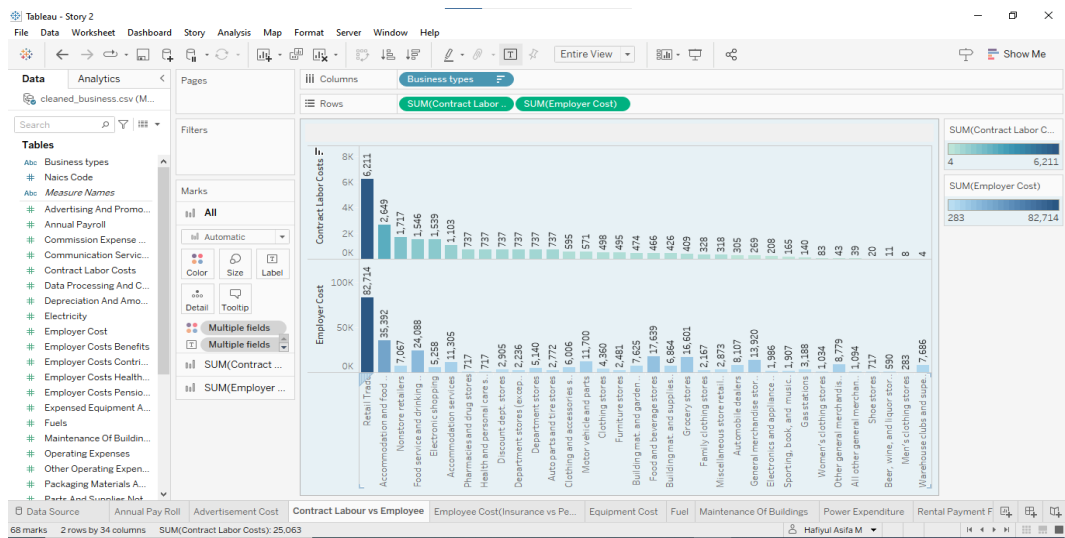 Tableau - Story 2
File Data Worksheet Dashboard Story Analysis Map Format Server Window Help
Entire View
Show Me
Data Analytics
cleaned_business.csv (M...
Search
Tables
Abc Business types
# Naics Code
Abc Measure Names
# Advertising And Promo...
# Annual Payroll
# Commission Expense ...
# Communication Servic...
# Contract Labor Costs
# Data Processing And C...
# Depreciation And Amo...
# Electricity
# Employer Cost
# Employer Costs Benefits
# Employer Costs Contri...
# Employer Costs Health...
# Employer Costs Pensio...
# Expensed Equipment A...
# Fuels
# Maintenance Of Buildin...
# Operating Expenses
# Other Operating Expen...
# Packaging Materials A...
# Parts And Supplies Not
Pages
Filters
Marks
All
Automatic
Color Size Label
Detail Tooltip
Multiple fields
Multiple fields
SUM(Contract ...
SUM(Employer ...
Columns Business types
Rows SUM(Contract Labor .. SUM(Employer Cost)
Contract Labor Costs
8K
6K
4K
2K
0K
6,211 2,649 1,717 1,546 1,539 1,103 737 737 737 737 737 737 595 571 498 495 474 466 426 409 328 318 305 269 208 165 140 83 43 39 20 11 8 4
Employer Cost
100K
50K
0K
82,714 35,392 7,067 24,088 5,258 11,305 717 717 2,905 2,236 5,140 2,772 6,006 11,700 4,360 2,481 7,625 17,639 6,864 16,601 2,167 2,873 8,107 13,920 1,986 1,907 3,188 1,034 8,779 1,094 717 590 283 7,686
Retail Trade
Accommodation and food ..
Nonstore retailers
Food service and drinking ..
Electronic shopping
Accommodation services
Pharmacies and drug stores
Health and personal care s..
Discount dept. stores
Department stores (excep..
Department stores
Auto parts and tire stores
Clothing and accessories s..
Motor vehicle and parts
Clothing stores
Furniture stores
Building mat. and garden ..
Food and beverage stores
Building mat. and supplies..
Grocery stores
Family clothing stores
Miscellaneous store retail..
Automobile dealers
General merchandise stor..
Electronics and appliance ..
Sporting, book, and music..
Gas stations
Women's clothing stores
Other general merchands..
All other general merchan..
Shoe stores
Beer, wine, and liquor stor..
Men's clothing stores
Warehouse clubs and supe..
SUM(Contract Labor C...
4 6,211
SUM(Employer Cost)
283 82,714
Data Source Annual Pay Roll Advertisement Cost Contract Labour vs Employee Employee Cost(Insurance vs Pe... Equipment Cost Fuel Maintenance Of Buildings Power Expenditure Rental Payment F
68 marks 2 rows by 34 columns SUM(Contract Labor Costs): 25,063 Hafiyul Asifa M